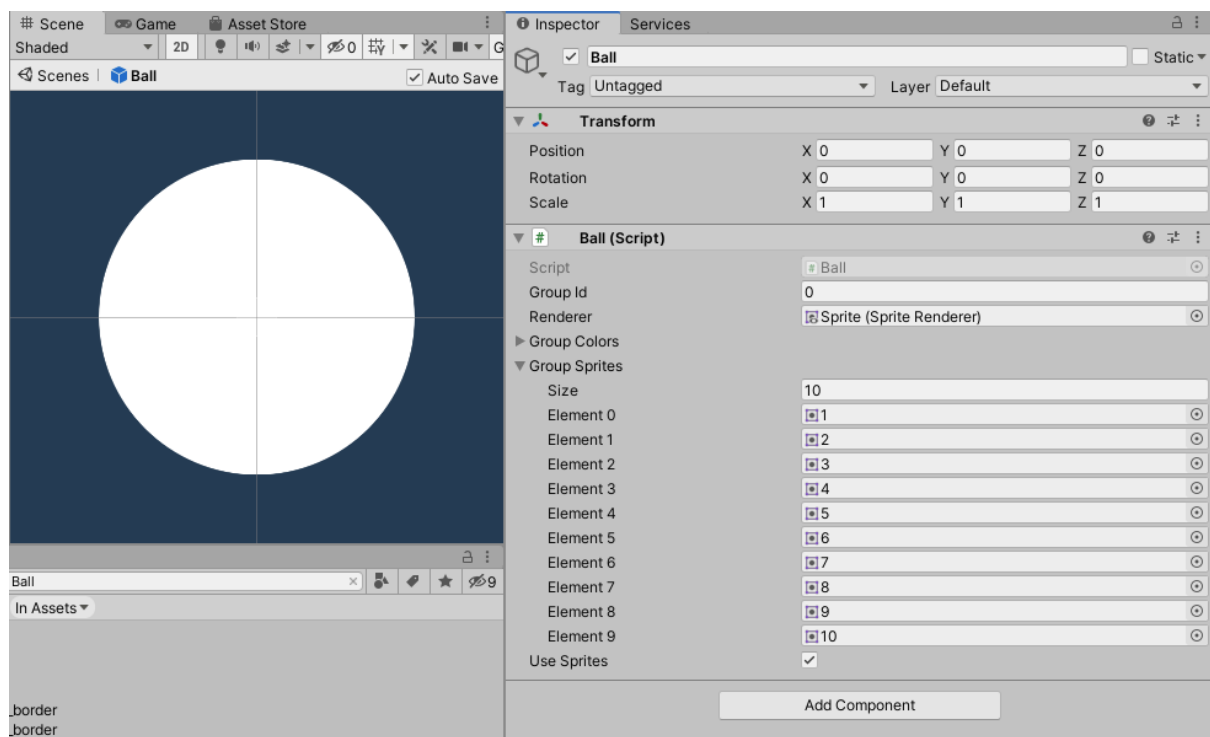 Scene Game Asset Store
Shaded 2D 0 G
Scenes Ball Auto Save
Ball 9
In Assets
_border
_border
Inspector Services
Ball Static
Tag Untagged Layer Default
Transform
Position X 0 Y 0 Z 0
Rotation X 0 Y 0 Z 0
Scale X 1 Y 1 Z 1
# Ball (Script)
Script # Ball
Group Id 0
Renderer Sprite (Sprite Renderer)
Group Colors
Group Sprites
Size 10
Element 0 1
Element 1 2
Element 2 3
Element 3 4
Element 4 5
Element 5 6
Element 6 7
Element 7 8
Element 8 9
Element 9 10
Use Sprites
Add Component